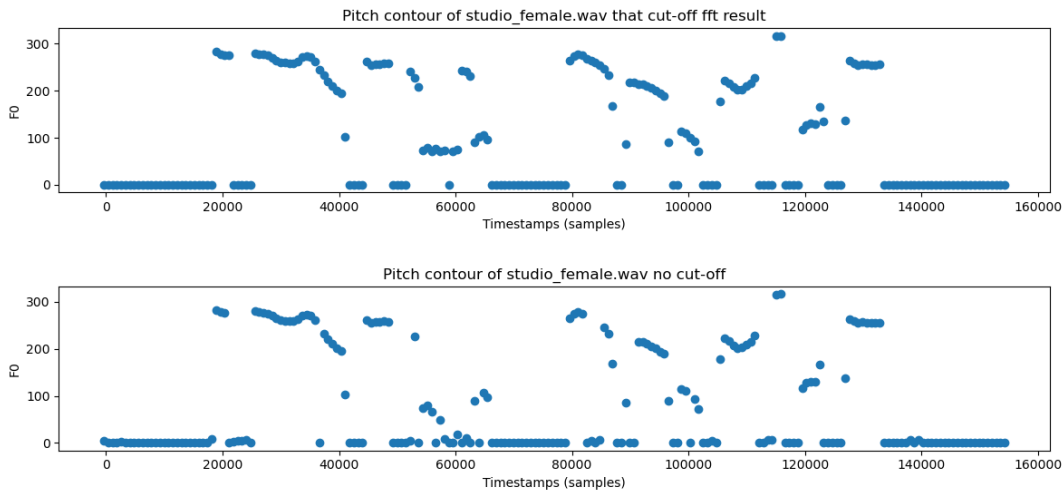 Pitch contour of studio_female.wav that cut-off fft result
300
200
100
0
F0
0 20000 40000 60000 80000 100000 120000 140000 160000
Timestamps (samples)
Pitch contour of studio_female.wav no cut-off
300
200
100
0
F0
0 20000 40000 60000 80000 100000 120000 140000 160000
Timestamps (samples)